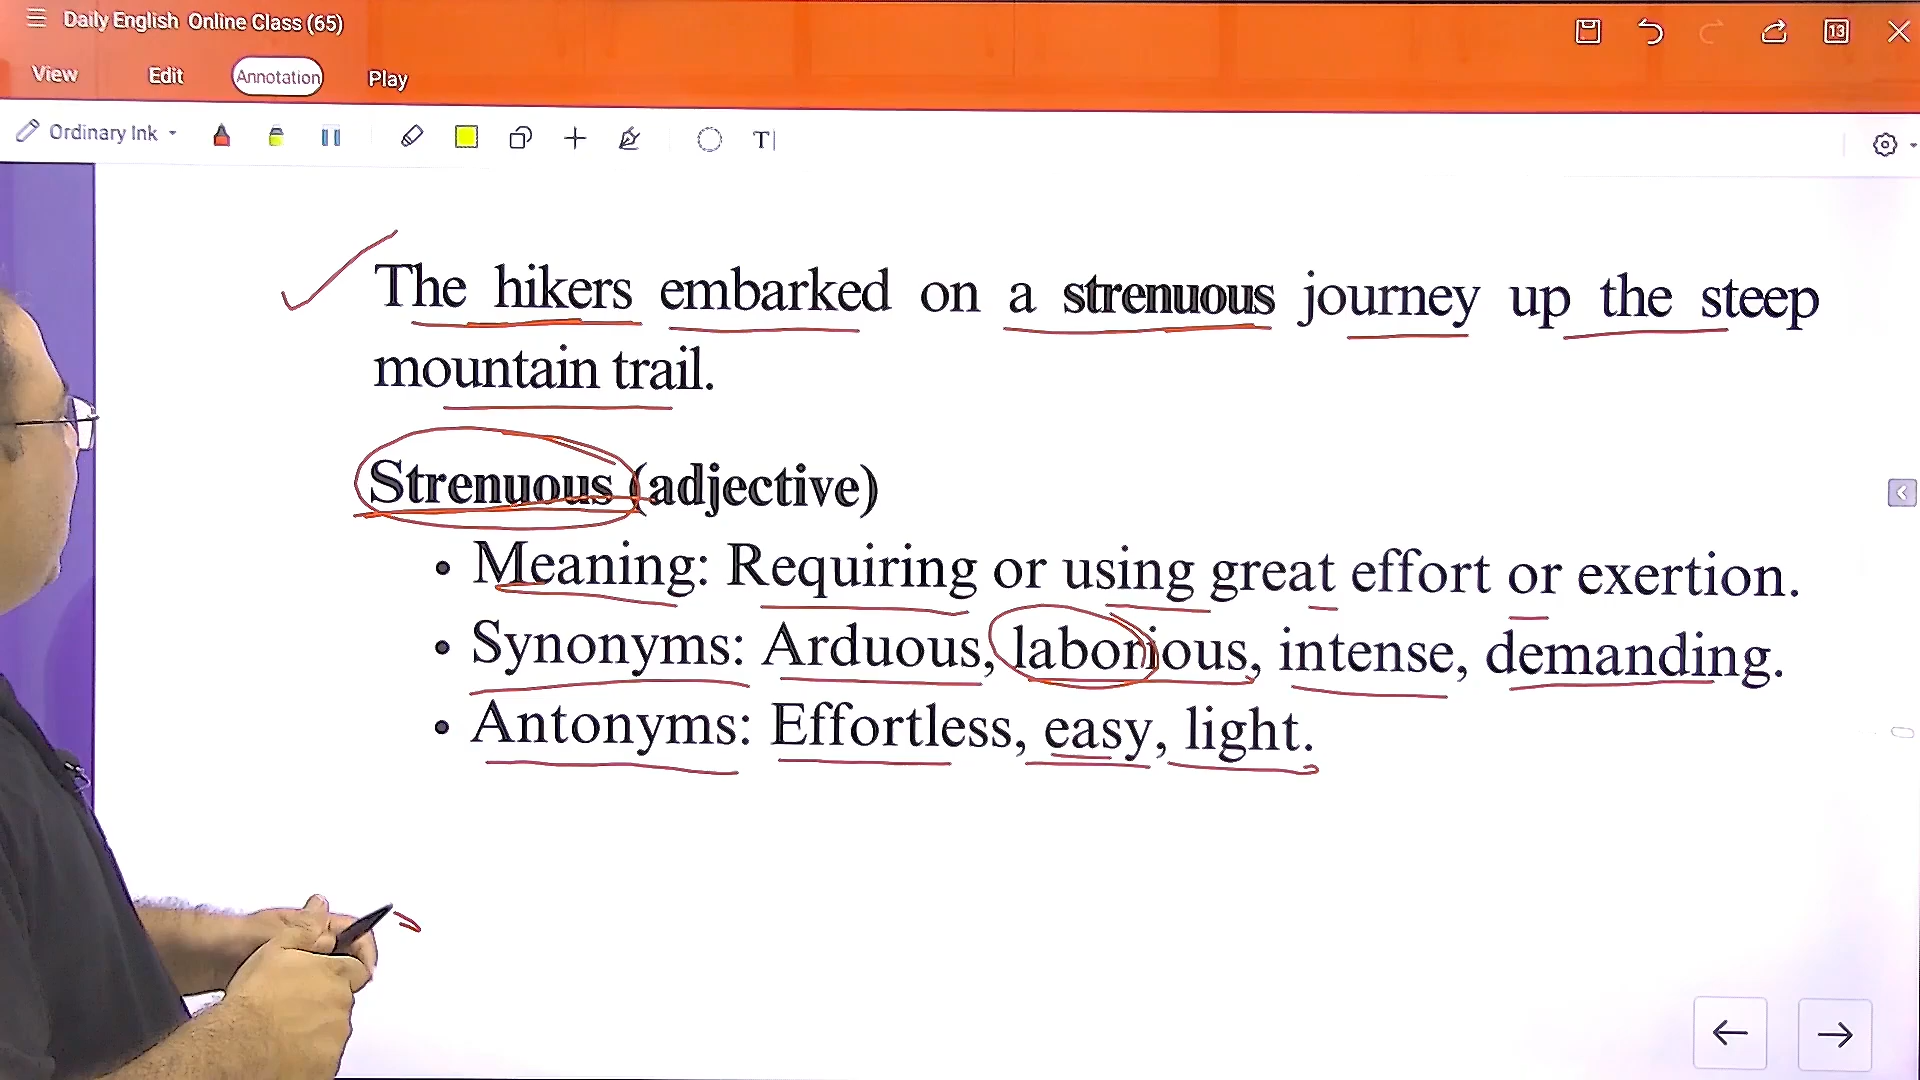 Daily English Online Class (65)
13
View Edit Annotation Play
Ordinary Ink
T|
The hikers embarked on a strenuous journey up the steep
mountain trail.
Strenuous (adjective)
• Meaning: Requiring or using great effort or exertion.
• Synonyms: Arduous, laborious, intense, demanding.
• Antonyms: Effortless, easy, light.